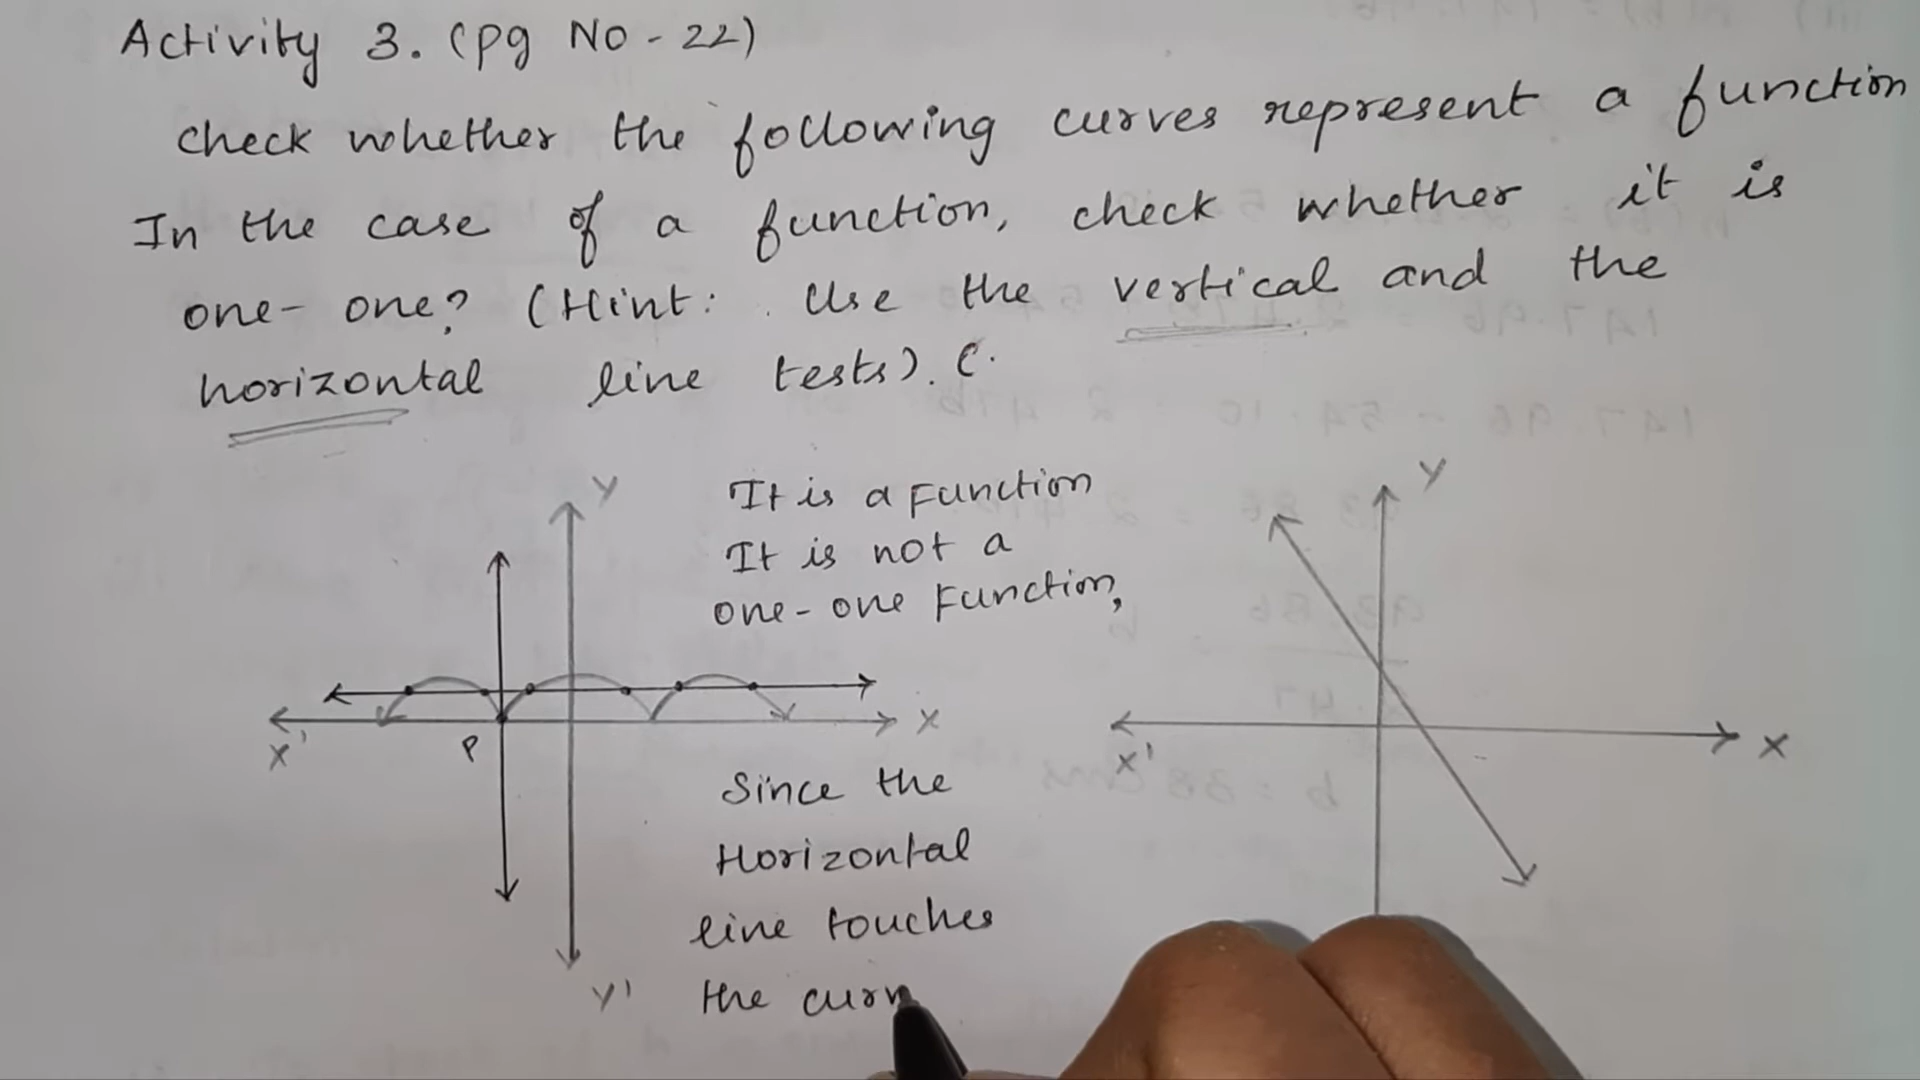 Activity 3. (pg No - 22)
check whether the following curves represent a function
In the case of a function, check whether it is
one-one? (Hint: Use the vertical and the
horizontal line tests). (.
Y
It is a Function
It is not a
one-one Function,
X
X'
P
Since the
Horizontal
line touches
the curv
Y'
Y
X
X'